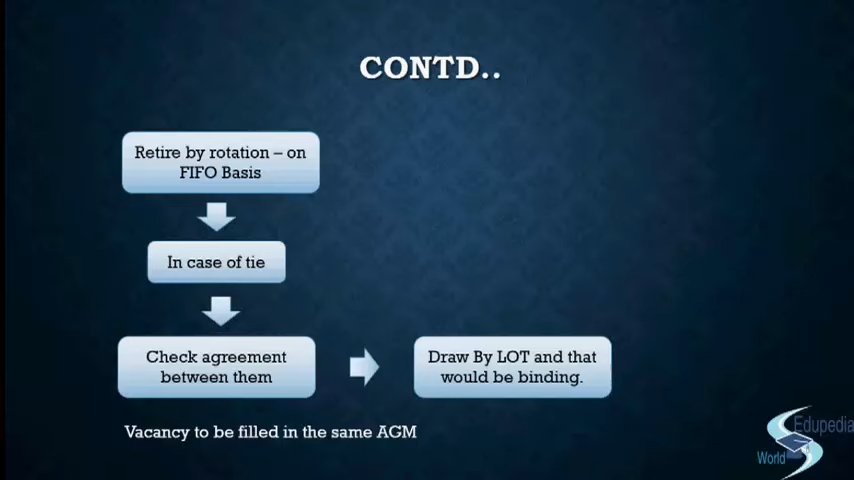 CONTD..
Retire by rotation – on
FIFO Basis
In case of tie
Check agreement
between them
Draw By LOT and that
would be binding.
Vacancy to be filled in the same AGM
Edupedia
World